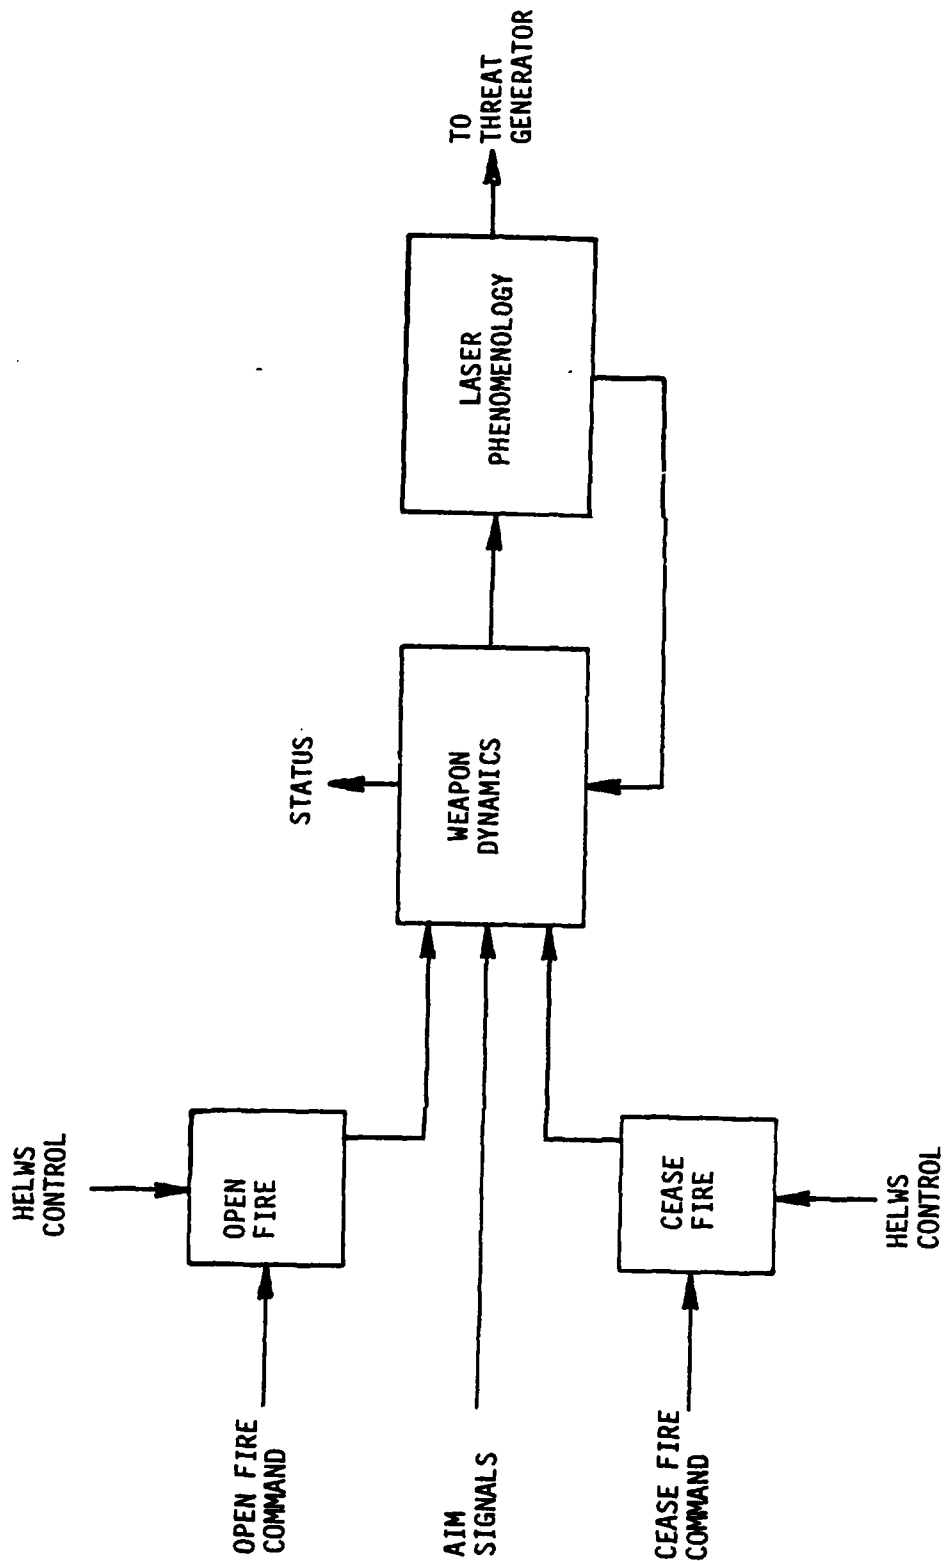 HELWS
CONTROL
OPEN FIRE
COMMAND
OPEN
FIRE
AIM
SIGNALS
STATUS
WEAPON
DYNAMICS
LASER
PHENOMENOLOGY
TO
THREAT
GENERATOR
CEASE FIRE
COMMAND
CEASE
FIRE
HELWS
CONTROL